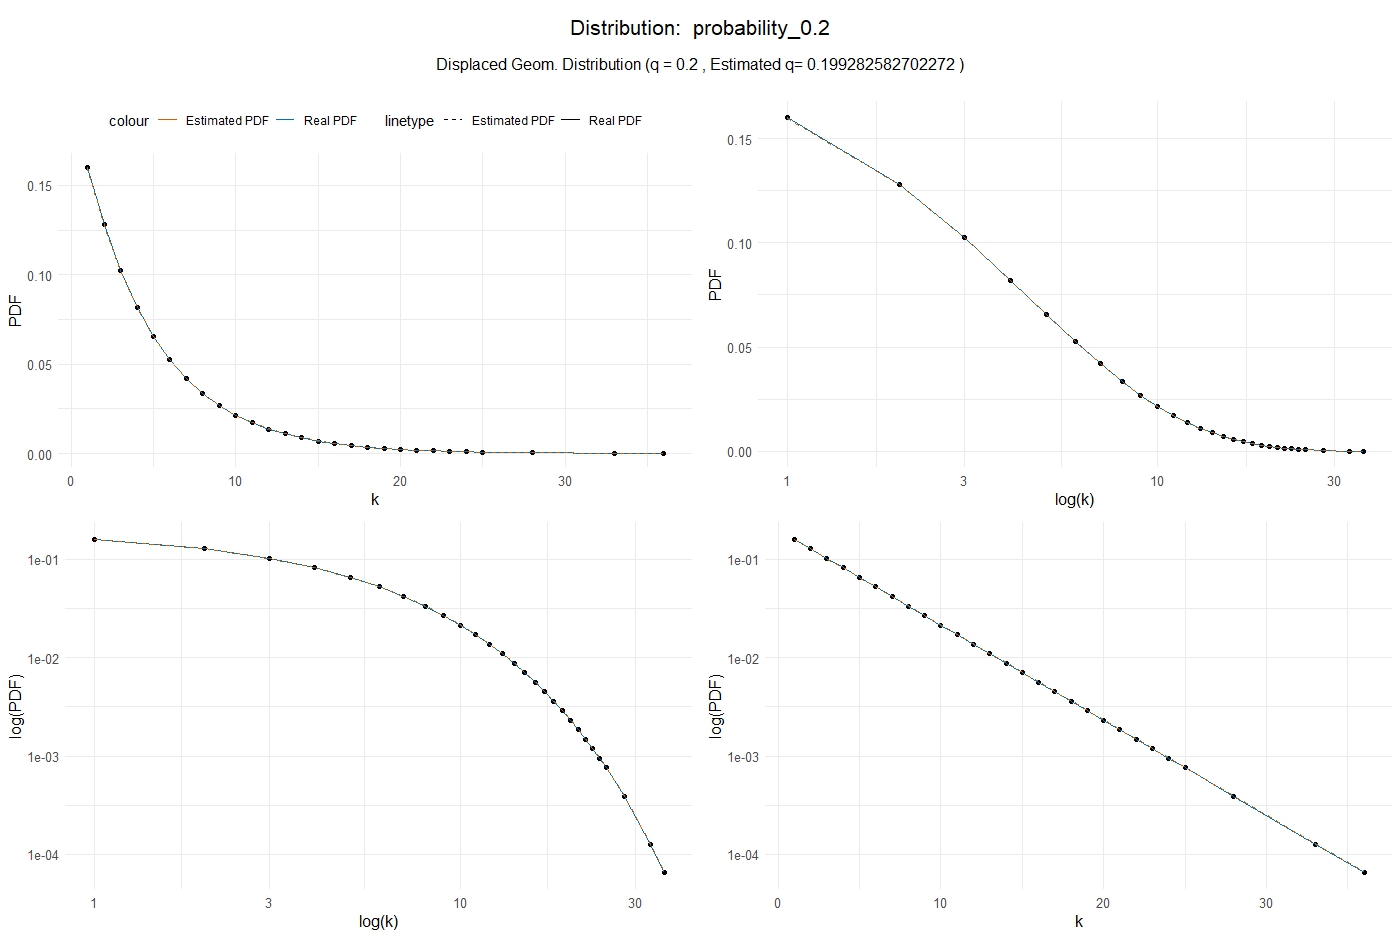 Distribution:  probability_0.2
Displaced Geom. Distribution (q = 0.2 , Estimated q= 0.199282582702272 )
colour Estimated PDF Real PDF linetype Estimated PDF Real PDF
PDF
0.15
0.10
0.05
0.00
0 10 20 30
k
PDF
0.15
0.10
0.05
0.00
1 3 10 30
log(k)
log(PDF)
1e-01
1e-02
1e-03
1e-04
1 3 10 30
log(k)
log(PDF)
1e-01
1e-02
1e-03
1e-04
0 10 20 30
k